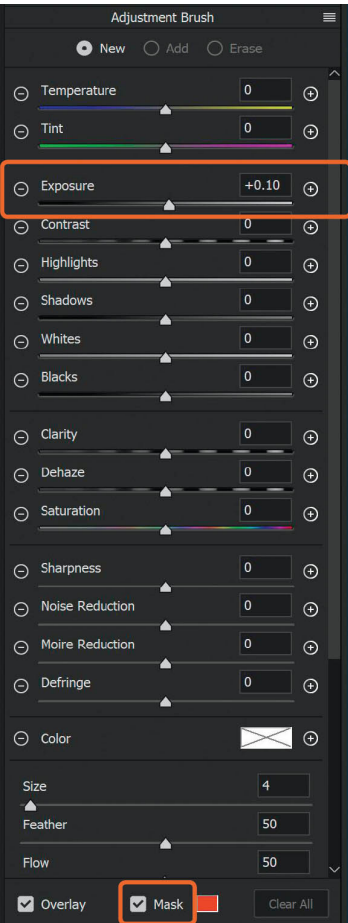 Adjustment Brush
New Add Erase
Temperature 0
Tint 0
Exposure +0.10
Contrast 0
Highlights 0
Shadows 0
Whites 0
Blacks 0
Clarity 0
Dehaze 0
Saturation 0
Sharpness 0
Noise Reduction 0
Moire Reduction 0
Defringe 0
Color
Size 4
Feather 50
Flow 50
Overlay Mask Clear All